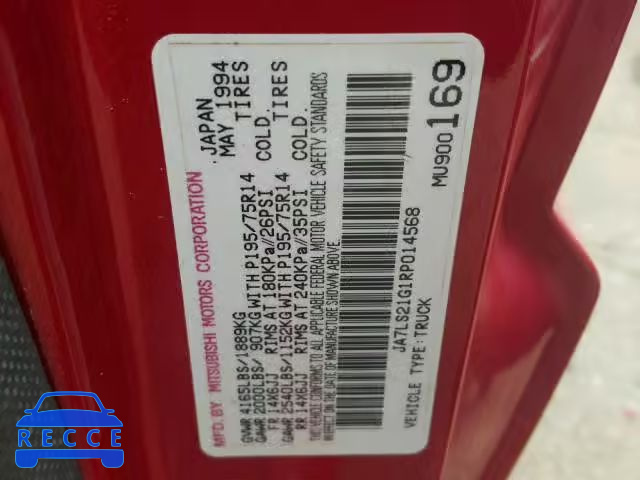 MFD. BY MITSUBISHI MOTORS CORPORATION JAPAN
MAY 1994
GVWR 4165LBS/1889KG
GAWR 2000LBS/ 907KG WITH P195/75R14 TIRES
FR 14X6JJ RIMS AT 180KPa//26PSI COLD.
GAWR 2540LBS/1152KG WITH P195/75R14 TIRES
RR 14X6JJ RIMS AT 240KPa//35PSI COLD.
THIS VEHICLE CONFORMS TO ALL APPLICABLE FEDERAL MOTOR VEHICLE SAFETY STANDARDS
IN EFFECT ON THE DATE OF MANUFACTURE SHOWN ABOVE.
JA7LS21G1RP014568
VEHICLE TYPE: TRUCK
MU900169
BIDCARS